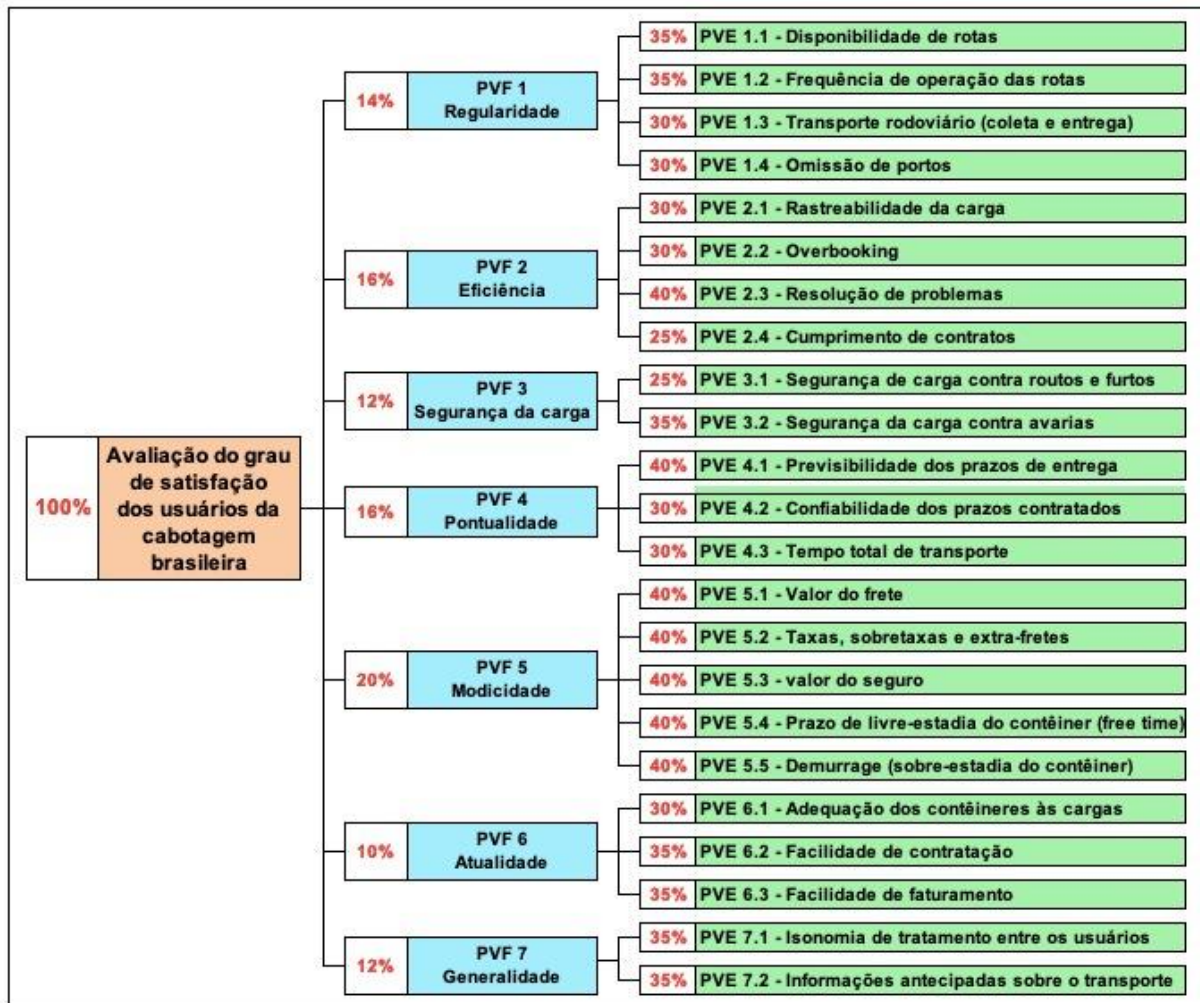 35% PVE 1.1 - Disponibilidade de rotas
35% PVE 1.2 - Frequência de operação das rotas
14% PVF 1
Regularidade
30% PVE 1.3 - Transporte rodoviário (coleta e entrega)
30% PVE 1.4 - Omissão de portos
30% PVE 2.1 - Rastreabilidade da carga
30% PVE 2.2 - Overbooking
16% PVF 2
Eficiência
40% PVE 2.3 - Resolução de problemas
25% PVE 2.4 - Cumprimento de contratos
12% PVF 3
Segurança da carga
25% PVE 3.1 - Segurança de carga contra routos e furtos
35% PVE 3.2 - Segurança da carga contra avarias
100% Avaliação do grau
de satisfação
dos usuários da
cabotagem
brasileira
40% PVE 4.1 - Previsibilidade dos prazos de entrega
16% PVF 4
Pontualidade
30% PVE 4.2 - Confiabilidade dos prazos contratados
30% PVE 4.3 - Tempo total de transporte
40% PVE 5.1 - Valor do frete
40% PVE 5.2 - Taxas, sobretaxas e extra-fretes
20% PVF 5
Modicidade
40% PVE 5.3 - valor do seguro
40% PVE 5.4 - Prazo de livre-estadia do contêiner (free time)
40% PVE 5.5 - Demurrage (sobre-estadia do contêiner)
30% PVE 6.1 - Adequação dos contêineres às cargas
10% PVF 6
Atualidade
35% PVE 6.2 - Facilidade de contratação
35% PVE 6.3 - Facilidade de faturamento
12% PVF 7
Generalidade
35% PVE 7.1 - Isonomia de tratamento entre os usuários
35% PVE 7.2 - Informações antecipadas sobre o transporte